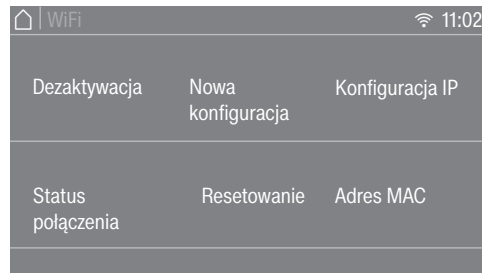 WiFi 11:02
Dezaktywacja
Nowa
konfiguracja
Konfiguracja IP
Status
połączenia
Resetowanie
Adres MAC